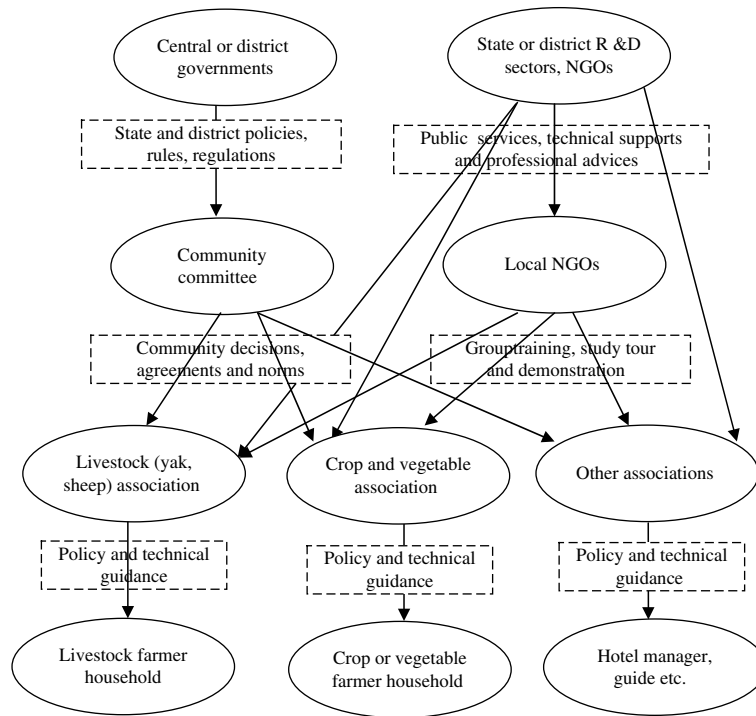 Central or district
governments
State or district R &D
sectors, NGOs
State and district policies,
rules, regulations
Public services, technical supports
and professional advices
Community
committee
Local NGOs
Community decisions,
agreements and norms
Grouptraining, study tour
and demonstration
Livestock (yak,
sheep) association
Crop and vegetable
association
Other associations
Policy and technical
guidance
Policy and technical
guidance
Policy and technical
guidance
Livestock farmer
household
Crop or vegetable
farmer household
Hotel manager,
guide etc.